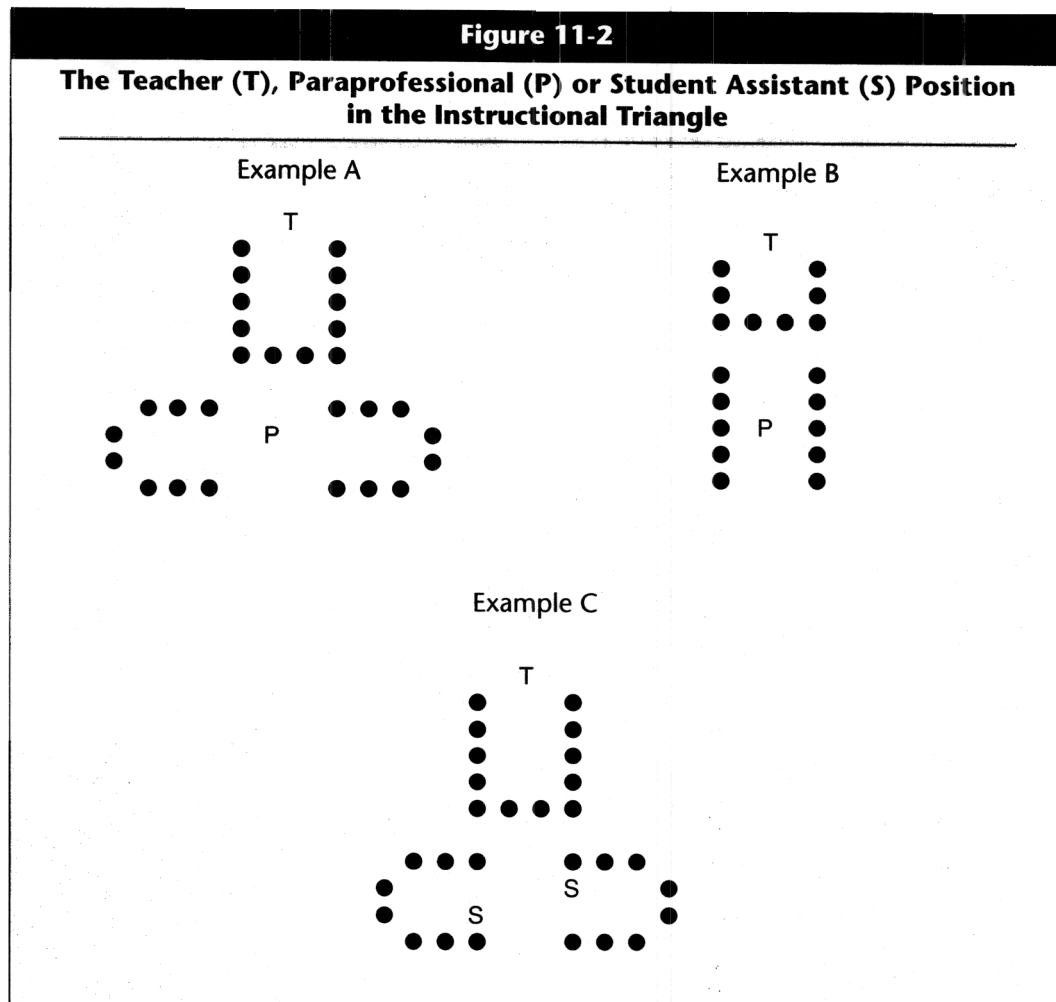 Figure 11-2
The Teacher (T), Paraprofessional (P) or Student Assistant (S) Position
in the Instructional Triangle
Example A
Example B
T
T
P
P
Example C
T
S
S